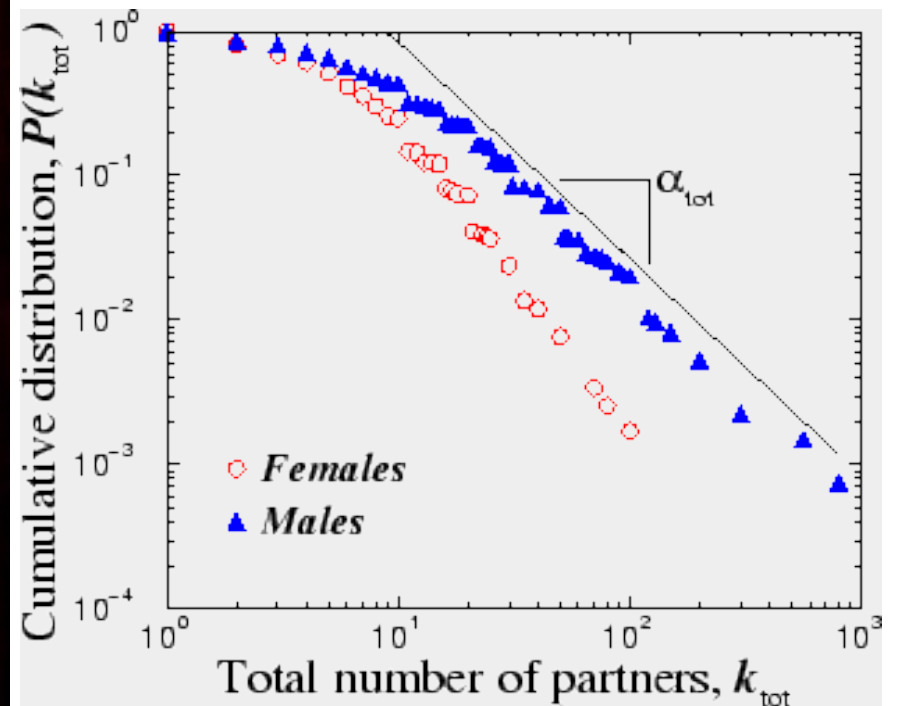 Cumulative distribution, P(k_tot)
10^0
10^-1
10^-2
10^-3
10^-4
α_tot
Females
Males
10^0 10^1 10^2 10^3
Total number of partners, k_tot